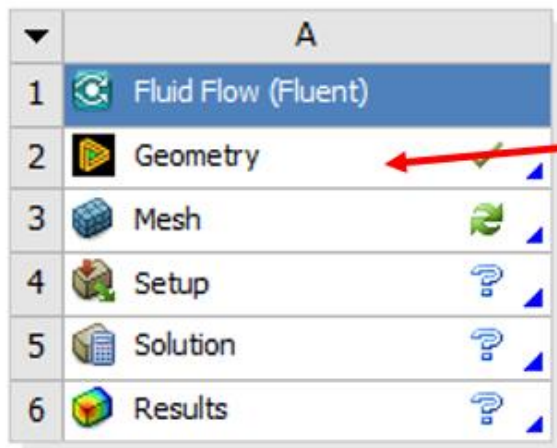 A
1 Fluid Flow (Fluent)
2 Geometry
3 Mesh
4 Setup
5 Solution
6 Results